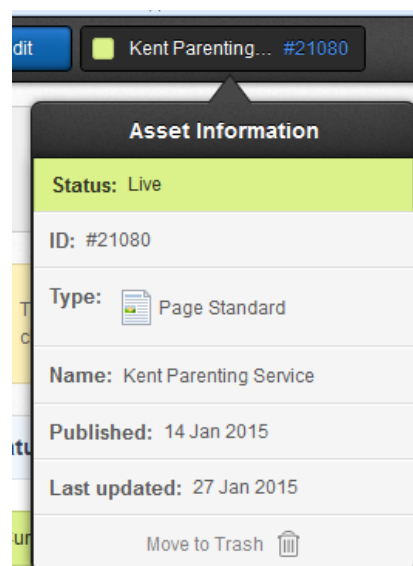 dit
Kent Parenting... #21080
Asset Information
Status: Live
ID: #21080
Type: Page Standard
Name: Kent Parenting Service
Published: 14 Jan 2015
Last updated: 27 Jan 2015
Move to Trash